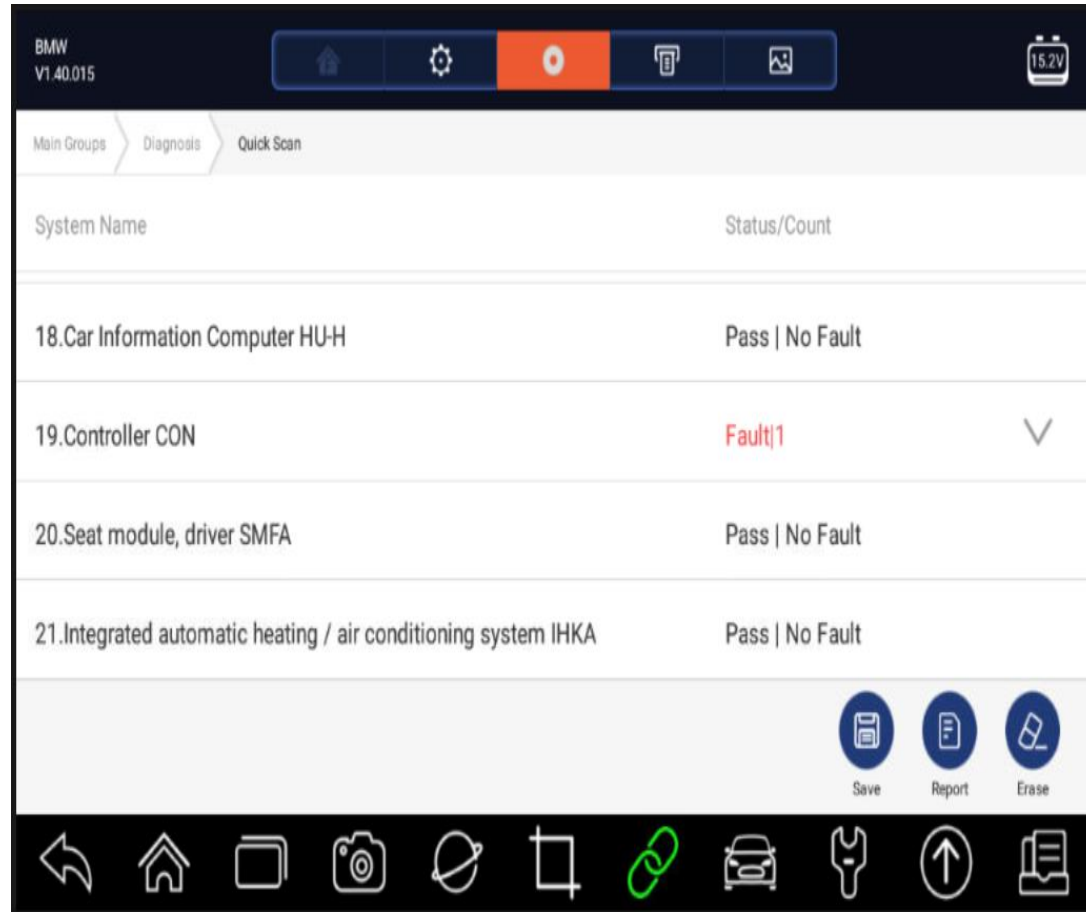 BMW
V1.40.015
15.2V
Main Groups
Diagnosis
Quick Scan
System Name
Status/Count
18.Car Information Computer HU-H
Pass | No Fault
19.Controller CON
Fault|1
20.Seat module, driver SMFA
Pass | No Fault
21.Integrated automatic heating / air conditioning system IHKA
Pass | No Fault
Save
Report
Erase